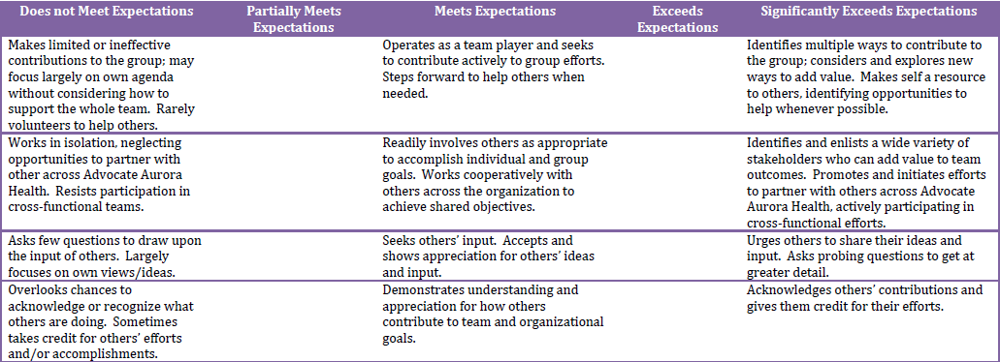 Does not Meet Expectations
Partially Meets
Expectations
Meets Expectations
Exceeds
Expectations
Significantly Exceeds Expectations
Makes limited or ineffective
contributions to the group; may
focus largely on own agenda
without considering how to
support the whole team.  Rarely
volunteers to help others.
Operates as a team player and seeks
to contribute actively to group efforts.
Steps forward to help others when
needed.
Identifies multiple ways to contribute to
the group; considers and explores new
ways to add value.  Makes self a resource
to others, identifying opportunities to
help whenever possible.
Works in isolation, neglecting
opportunities to partner with
other across Advocate Aurora
Health.  Resists participation in
cross-functional teams.
Readily involves others as appropriate
to accomplish individual and group
goals.  Works cooperatively with
others across the organization to
achieve shared objectives.
Identifies and enlists a wide variety of
stakeholders who can add value to team
outcomes.  Promotes and initiates efforts
to partner with others across Advocate
Aurora Health, actively participating in
cross-functional efforts.
Asks few questions to draw upon
the input of others.  Largely
focuses on own views/ideas.
Seeks others' input.  Accepts and
shows appreciation for others' ideas
and input.
Urges others to share their ideas and
input.  Asks probing questions to get at
greater detail.
Overlooks chances to
acknowledge or recognize what
others are doing.  Sometimes
takes credit for others' efforts
and/or accomplishments.
Demonstrates understanding and
appreciation for how others
contribute to team and organizational
goals.
Acknowledges others' contributions and
gives them credit for their efforts.